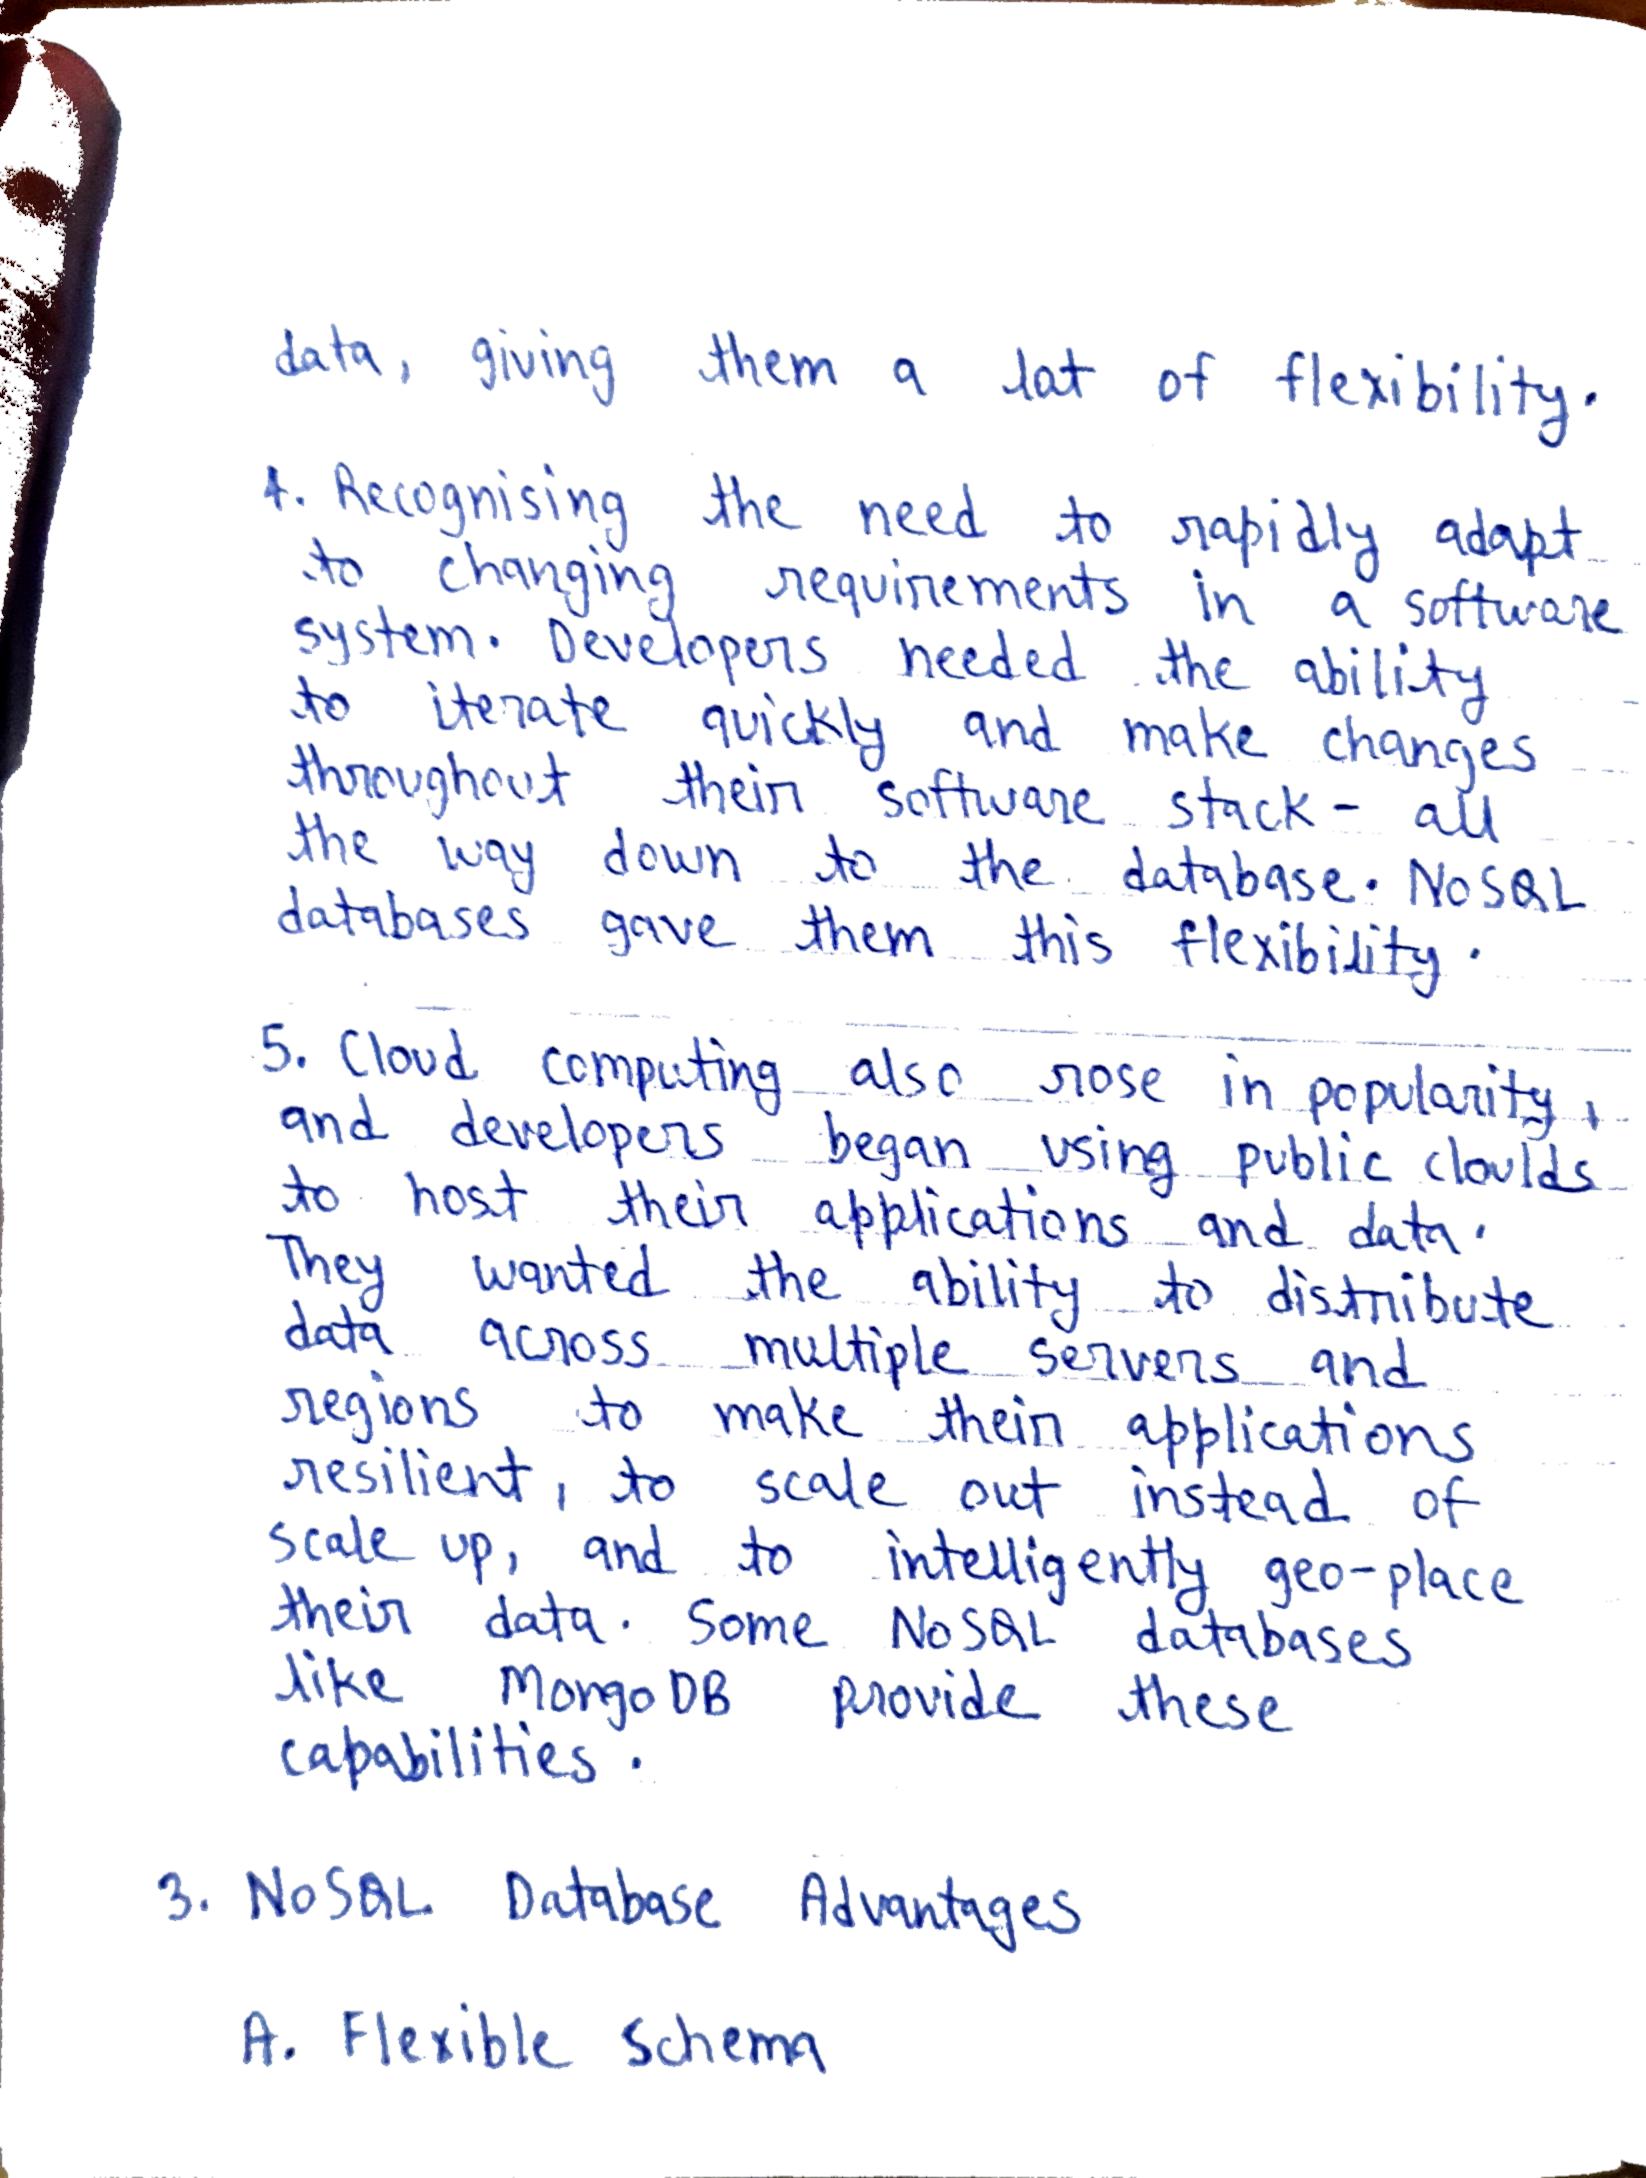 data, giving them a lot of flexibility.
4. Recognising the need to rapidly adapt
to changing requirements in a software
system. Developers needed the ability
to iterate quickly and make changes
throughout their software stack - all
the way down to the database. NoSQL
databases gave them this flexibility.
5. Cloud computing also rose in popularity,
and developers began using public cloulds
to host their applications and data.
They wanted the ability to distribute
data across multiple servers and
regions to make their applications
resilient, to scale out instead of
scale up, and to intelligently geo-place
their data. Some NoSQL databases
like MongoDB provide these
capabilities.
3. NoSQL Database Advantages
A. Flexible Schema